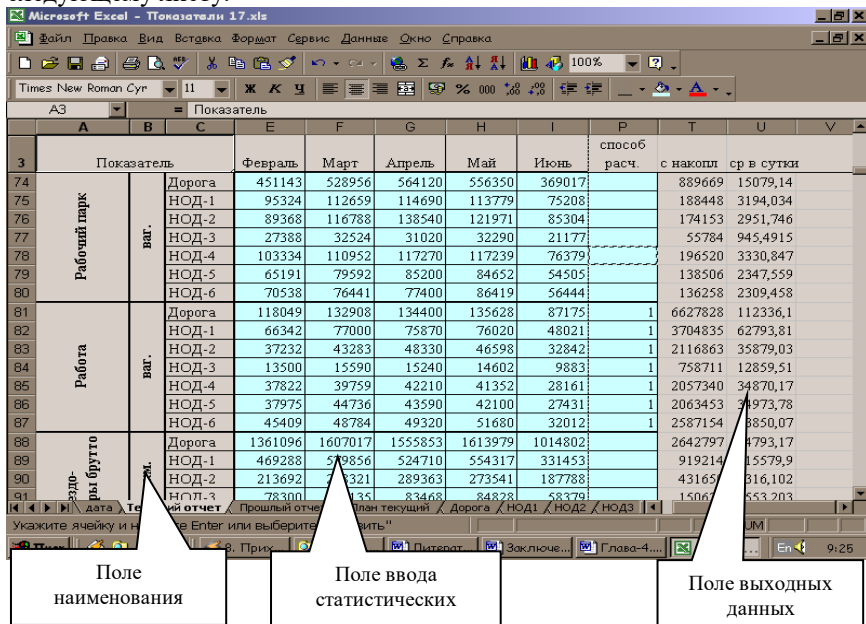 Microsoft Excel - Показатели 17.xls
Файл Правка Вид Вставка Формат Сервис Данные Окно Справка
100%
Times New Roman Cyr 11 Ж К Ч % 000
A3 = Показатель
A B C E F G H I P T U V
3 Показатель Февраль Март Апрель Май Июнь способ расч. с накопл ср в сутки
74 Дорога 451143 528956 564120 556350 369017 889669 15079,14
75 НОД-1 95324 112659 114690 113779 75208 188448 3194,034
76 НОД-2 89368 116788 138540 121971 85304 174153 2951,746
77 Рабочий парк ваг. НОД-3 27388 32524 31020 32290 21177 55784 945,4915
78 НОД-4 103334 110952 117270 117239 76379 196520 3330,847
79 НОД-5 65191 79592 85200 84652 54505 138506 2347,559
80 НОД-6 70538 76441 77400 86419 56444 136258 2309,458
81 Дорога 118049 132908 134400 135628 87175 1 6627828 112336,1
82 НОД-1 66342 77000 75870 76020 48021 1 3704835 62793,81
83 НОД-2 37232 43283 48330 46598 32842 1 2116863 35879,03
84 Работа ваг. НОД-3 13500 15590 15240 14602 9883 1 758711 12859,51
85 НОД-4 37822 39759 42210 41352 28161 1 2057340 34870,17
86 НОД-5 37975 44736 43590 42100 27431 1 2063453
87 НОД-6 45409 48784 49320 51680 32012 1 2587154
88 Дорога 1361096 1607017 1555853 1613979 1014802 2642797
89 НОД-1 469288 524710 554317 331453 919214
90 НОД-2 213692 289363 273541 187788
91 НОД-3 78300 83468 84828 58379
дата отчет Прошлый План текущий Дорога НОД1 НОД2 НОД3
Укажите ячейку и Enter или выберите
8. Прих... Литерат... Заключе... Глава-4.... En 9:25
Поле
наименования
Поле ввода
статистических
Поле выходных
данных